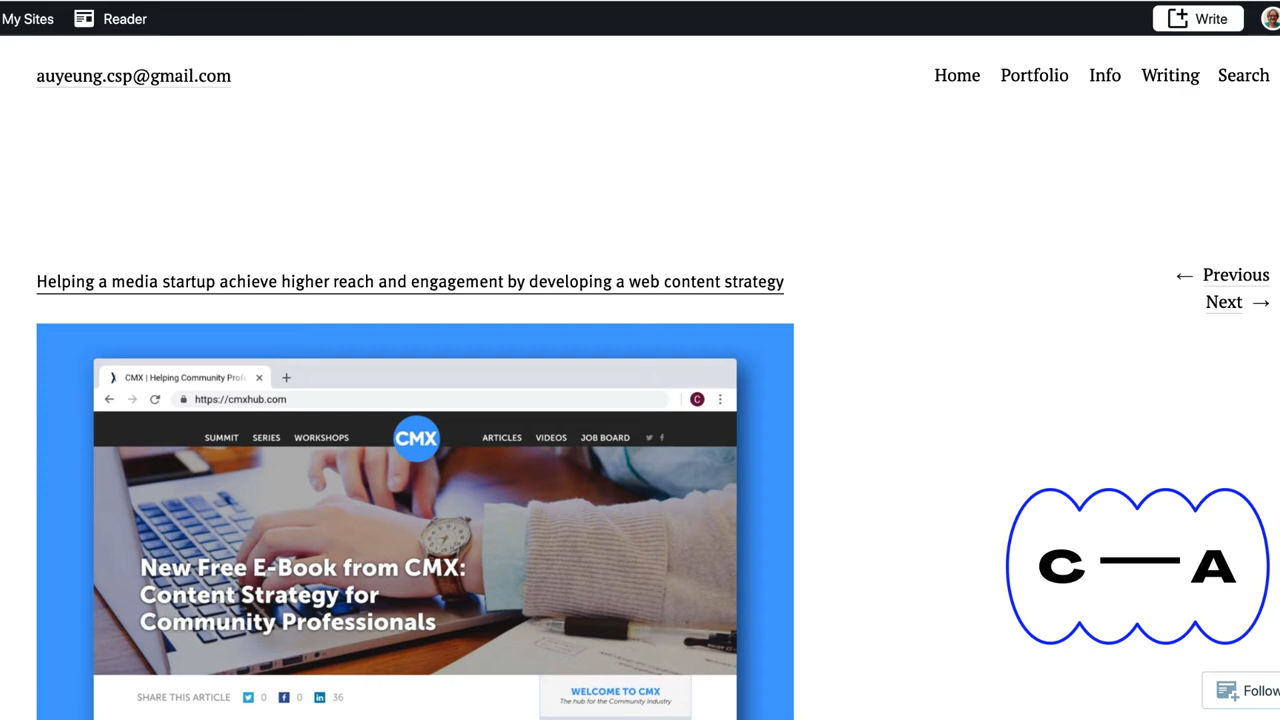 My Sites Reader Write
auyeung.csp@gmail.com Home Portfolio Info Writing Search
Helping a media startup achieve higher reach and engagement by developing a web content strategy
← Previous
Next →
CMX | Helping Community Prof
https://cmxhub.com C
SUMMIT SERIES WORKSHOPS CMX ARTICLES VIDEOS JOB BOARD
New Free E-Book from CMX:
Content Strategy for
Community Professionals
C — A
SHARE THIS ARTICLE 0 0 36
WELCOME TO CMX
The hub for the Community Industry
Follow